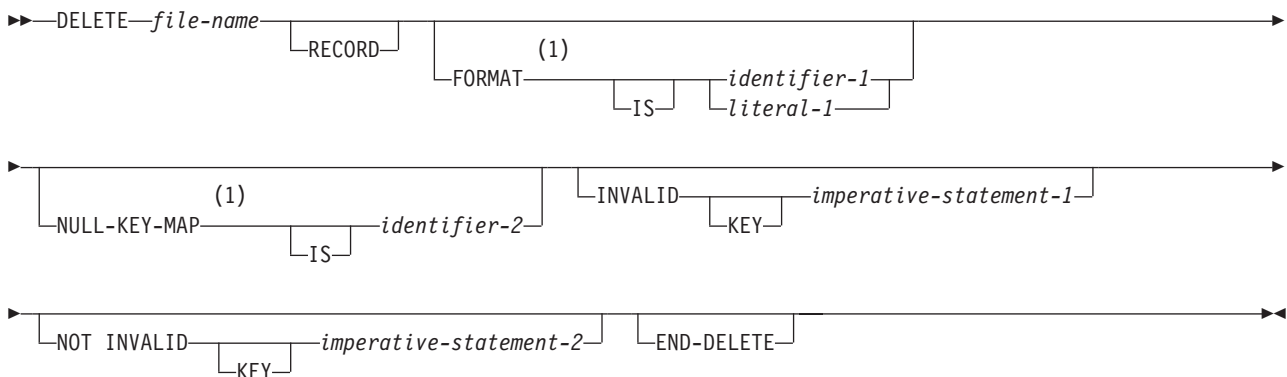 DELETE file-name
RECORD
(1)
FORMAT
IS
identifier-1
literal-1
(1)
NULL-KEY-MAP
IS
identifier-2
INVALID
KEY
imperative-statement-1
NOT INVALID
KEY
imperative-statement-2
END-DELETE